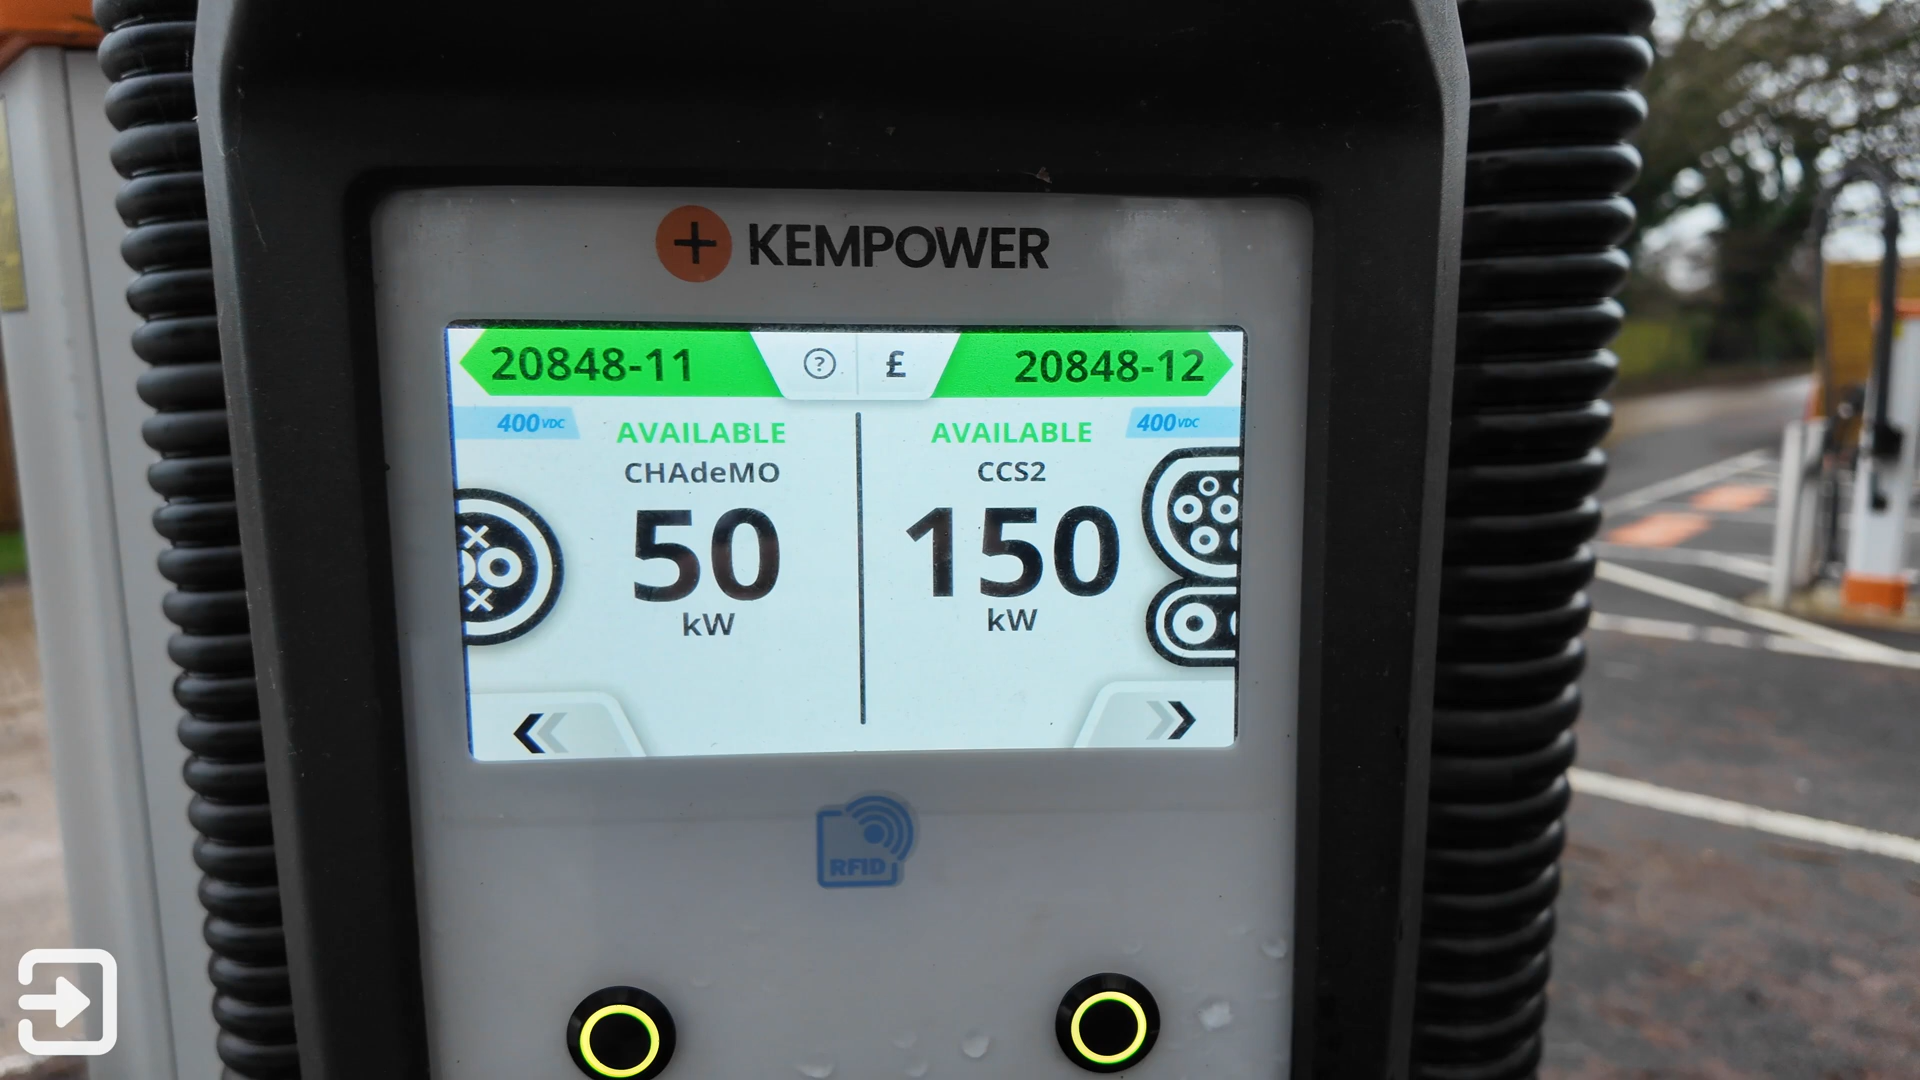 KEMPOWER
20848-11
?
£
20848-12
400VDC
AVAILABLE
CHAdeMO
50
kW
AVAILABLE
400VDC
CCS2
150
kW
RFID